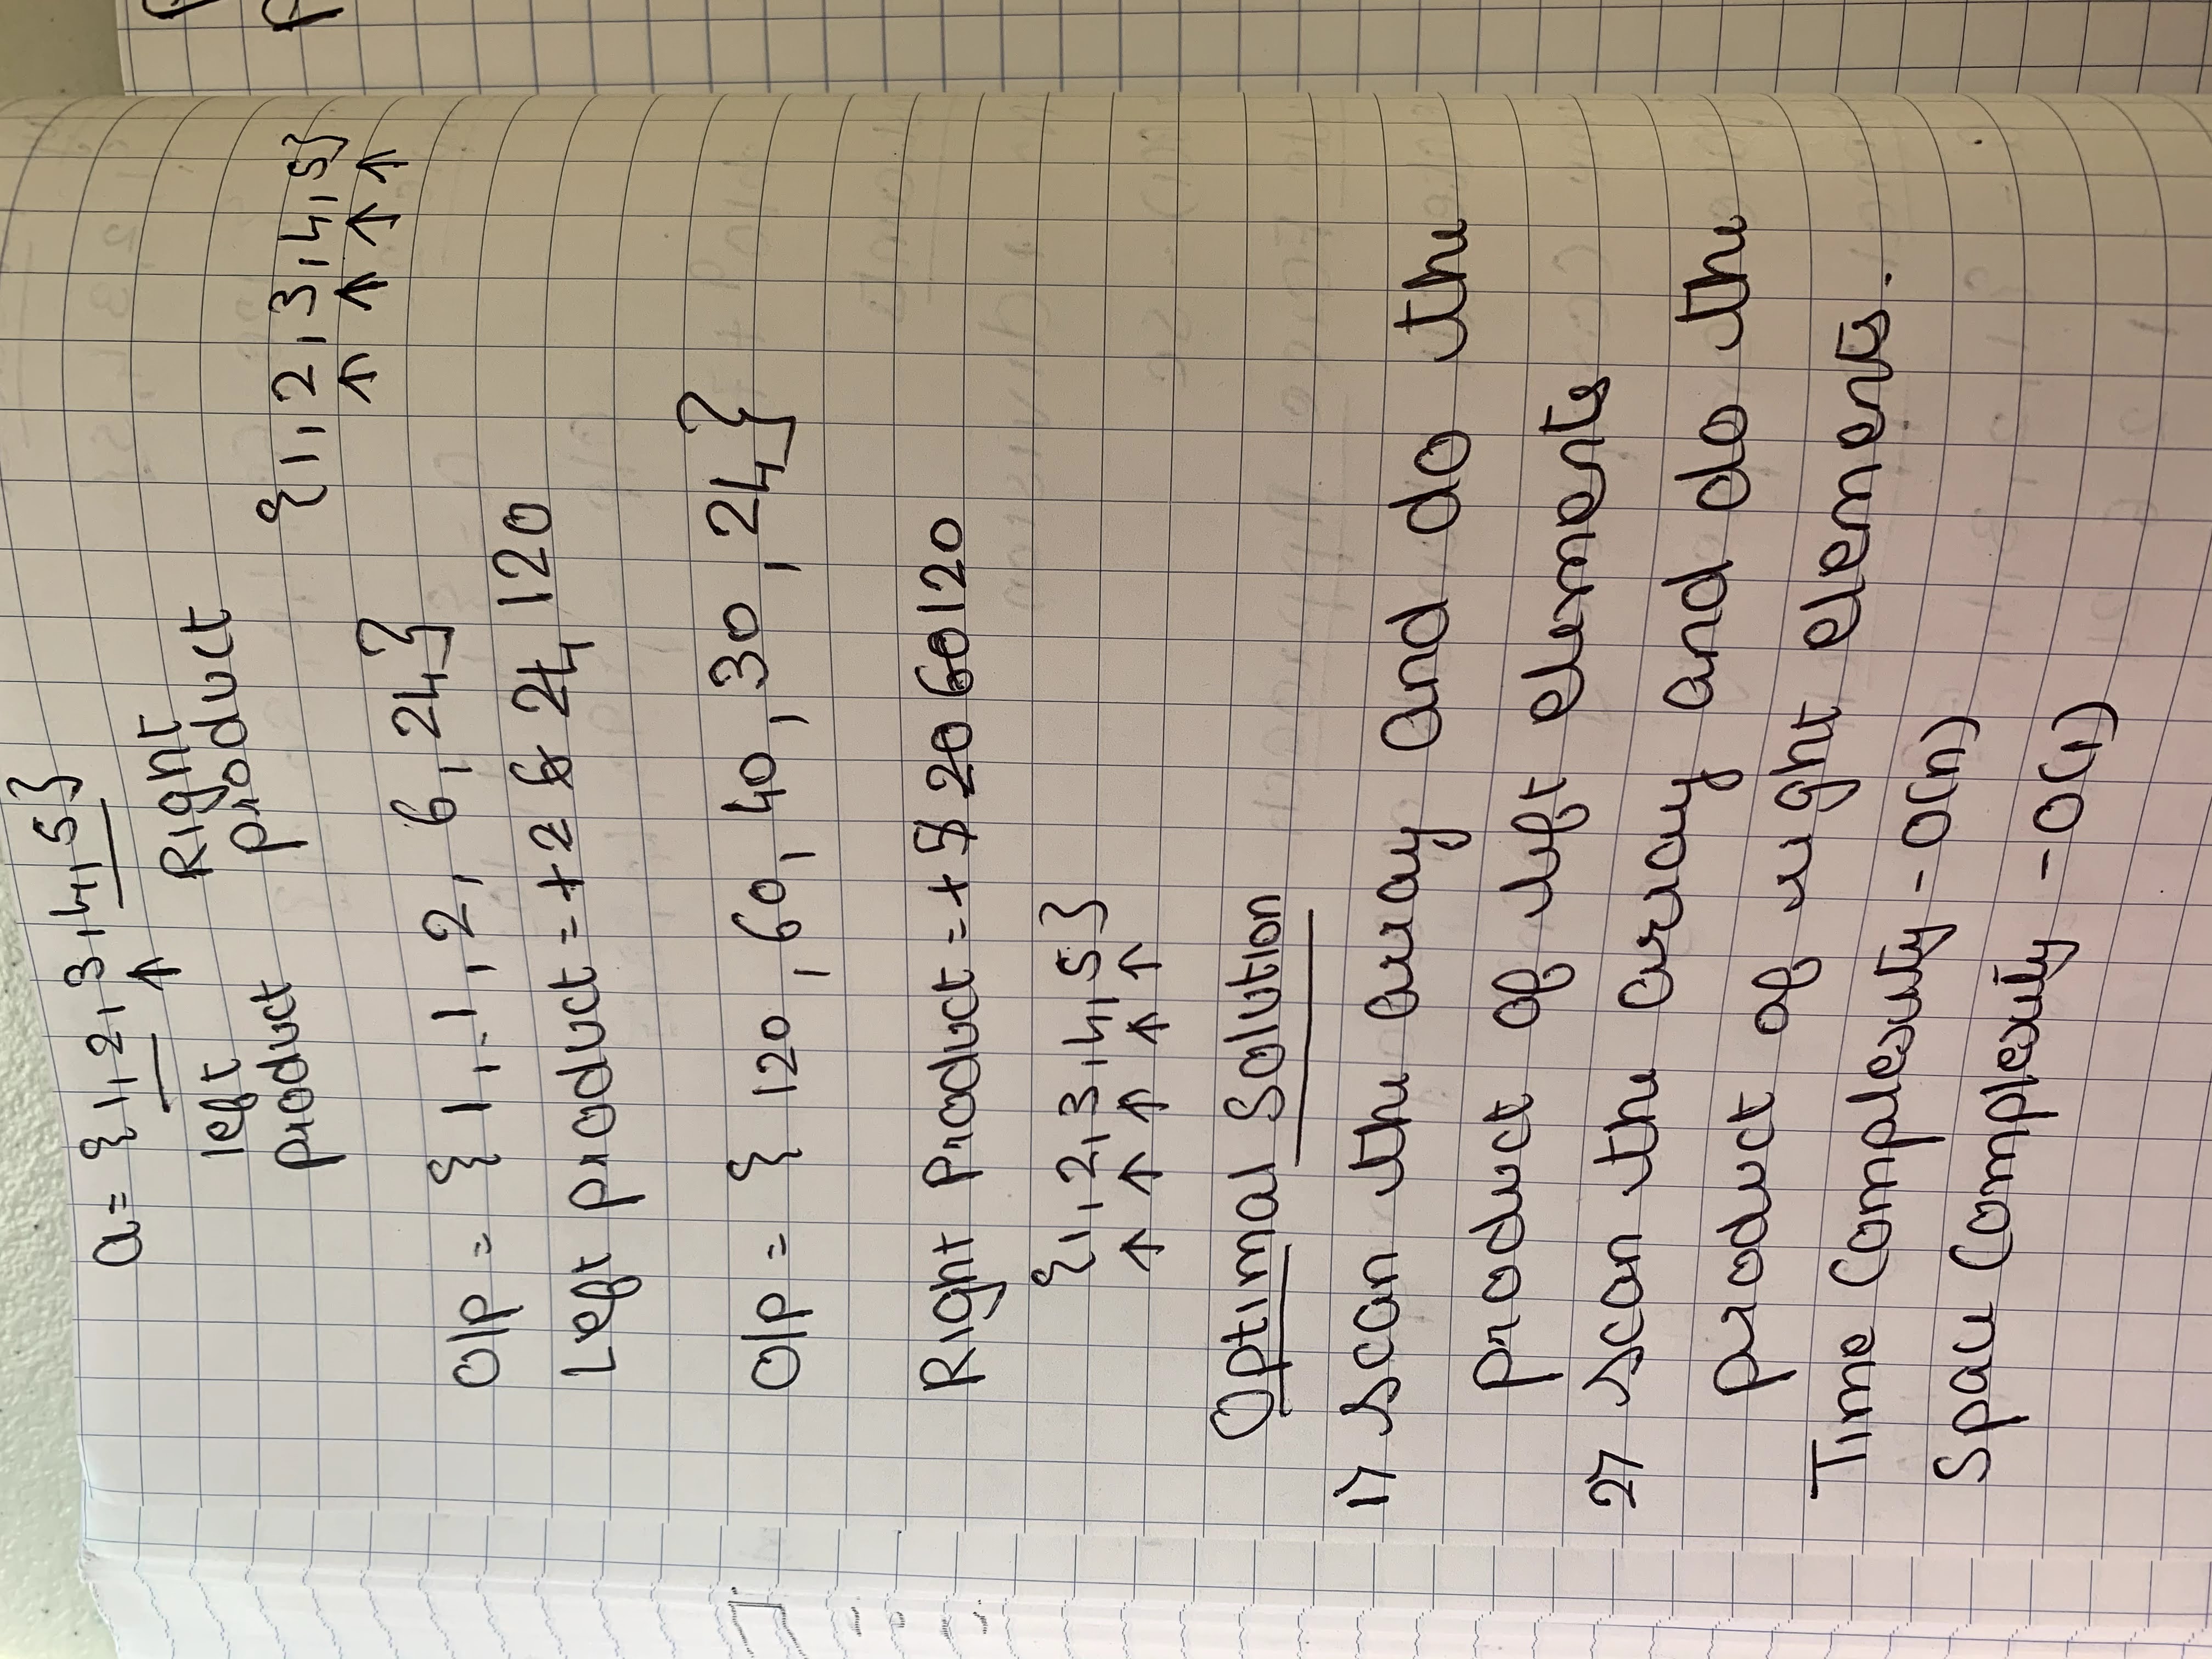 a = {1, 2, 3, 4, 5}
left product
Right product
{1, 2, 3, 4, 5}
O/P = {1, 1, 2, 6, 24}
Left product = 1 2 6 24, 120
O/P = {120, 60, 40, 30, 24}
Right Product = 1 5 20 60 120
{1, 2, 3, 4, 5}
Optimal Solution
1) Scan the array and do the
product of left elements
2) Scan the array and do the
product of right elements.
Time Complexity - O(n)
Space Complexity - O(1)